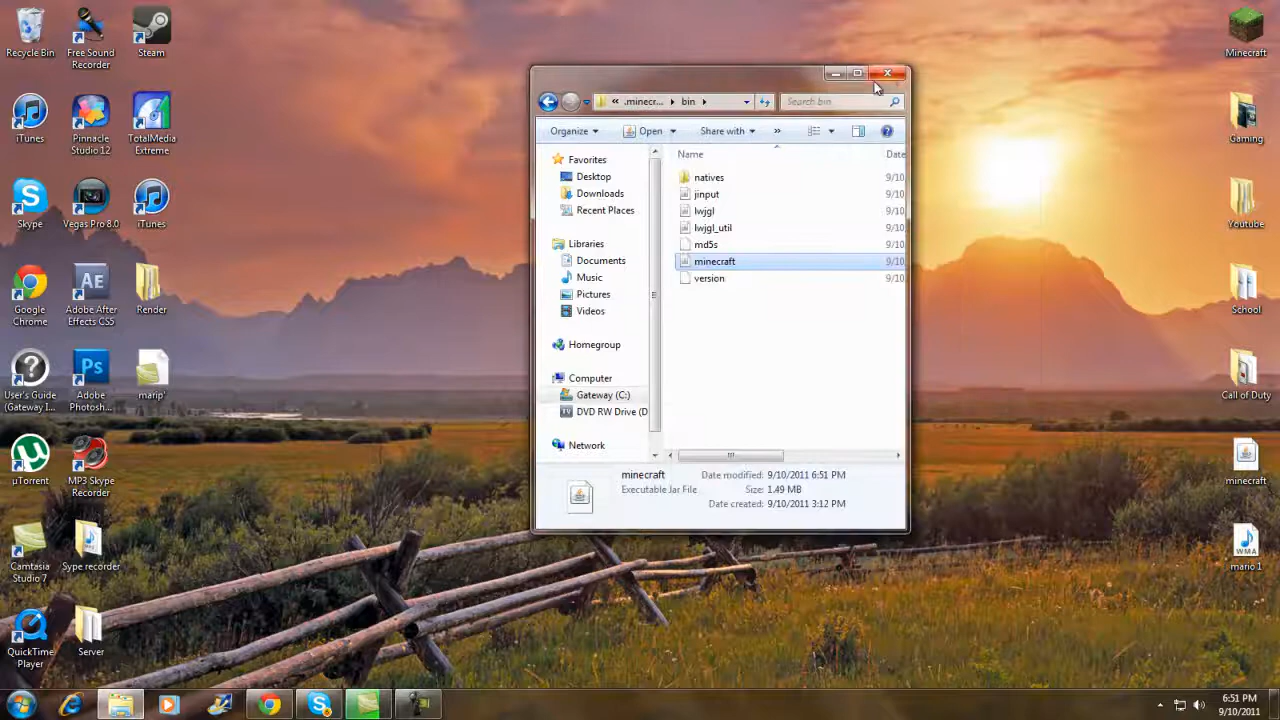 Recycle Bin
Free Sound
Recorder
Steam
iTunes
Pinnacle
Studio 12
TotalMedia
Extreme
Skype
Vegas Pro 8.0
iTunes
Google
Chrome
Adobe After
Effects CS5
Render
User's Guide
(Gateway I...
Adobe
Photosh...
marip'
µTorrent
MP3 Skype
Recorder
Camtasia
Studio 7
Sype recorder
QuickTime
Player
Server
« .minecr... ▸ bin ▸
Search bin
Organize
Open
Share with
»
Favorites
Desktop
Downloads
Recent Places
Libraries
Documents
Music
Pictures
Videos
Homegroup
Computer
Gateway (C:)
DVD RW Drive (D
Network
Name
Date
natives
9/10
jinput
9/10
lwjgl
9/10
lwjgl_util
9/10
md5s
9/10
minecraft
9/10
version
9/10
minecraft
Date modified: 9/10/2011 6:51 PM
Executable Jar File
Size: 1.49 MB
Date created: 9/10/2011 3:12 PM
Minecraft
Gaming
Youtube
School
Call of Duty
minecraft
WMA
mario 1
6:51 PM
9/10/2011